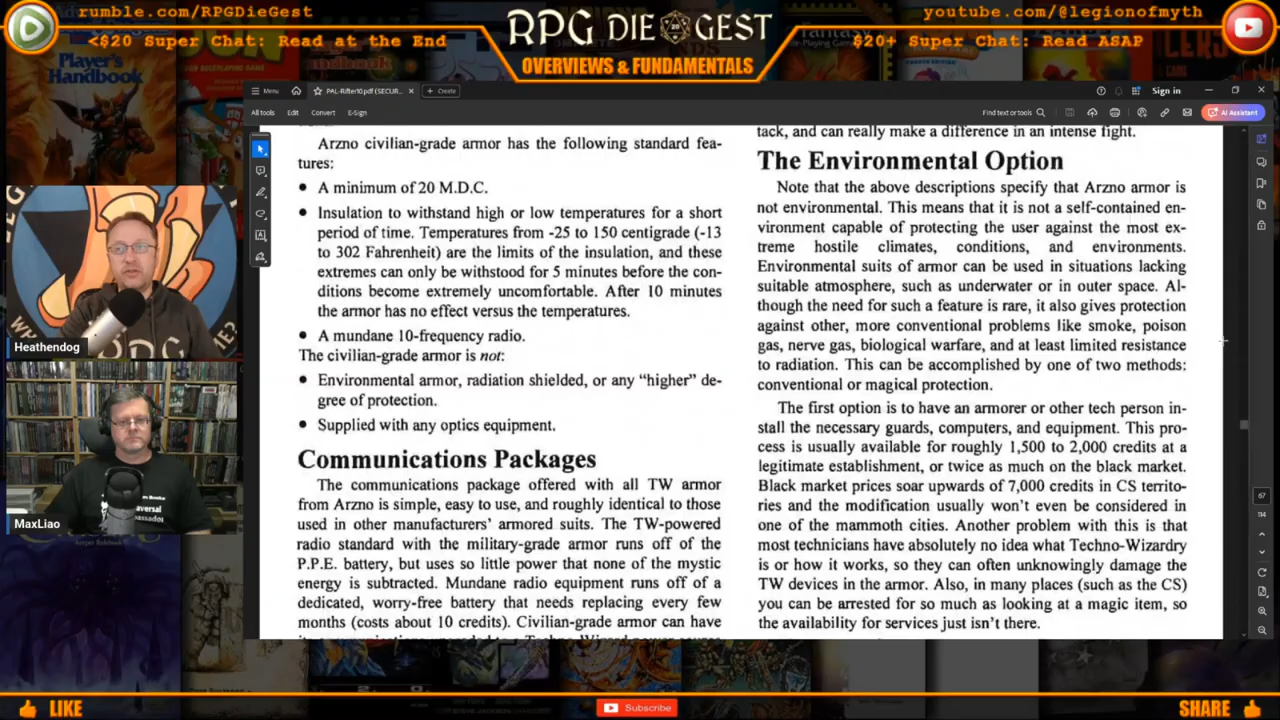 rumble.com/RPGDieGest
<$20 Super Chat: Read at the End
RPG DIE GEST
OVERVIEWS & FUNDAMENTALS
youtube.com/@legionofmyth
$20+ Super Chat: Read ASAP
Player's
Handbook
Menu
PAL-Rifter10.pdf (SECUR...
Create
Sign in
All tools
Edit
Convert
E-Sign
Find text or tools
AI Assistant
Arzno civilian-grade armor has the following standard fea-
tures:
• A minimum of 20 M.D.C.
• Insulation to withstand high or low temperatures for a short
period of time. Temperatures from -25 to 150 centigrade (-13
to 302 Fahrenheit) are the limits of the insulation, and these
extremes can only be withstood for 5 minutes before the con-
ditions become extremely uncomfortable. After 10 minutes
the armor has no effect versus the temperatures.
• A mundane 10-frequency radio.
The civilian-grade armor is not:
• Environmental armor, radiation shielded, or any “higher” de-
gree of protection.
• Supplied with any optics equipment.
Communications Packages
The communications package offered with all TW armor
from Arzno is simple, easy to use, and roughly identical to those
used in other manufacturers’ armored suits. The TW-powered
radio standard with the military-grade armor runs off of the
P.P.E. battery, but uses so little power that none of the mystic
energy is subtracted. Mundane radio equipment runs off of a
dedicated, worry-free battery that needs replacing every few
months (costs about 10 credits). Civilian-grade armor can have
tack, and can really make a difference in an intense fight.
The Environmental Option
Note that the above descriptions specify that Arzno armor is
not environmental. This means that it is not a self-contained en-
vironment capable of protecting the user against the most ex-
treme hostile climates, conditions, and environments.
Environmental suits of armor can be used in situations lacking
suitable atmosphere, such as underwater or in outer space. Al-
though the need for such a feature is rare, it also gives protection
against other, more conventional problems like smoke, poison
gas, nerve gas, biological warfare, and at least limited resistance
to radiation. This can be accomplished by one of two methods:
conventional or magical protection.
The first option is to have an armorer or other tech person in-
stall the necessary guards, computers, and equipment. This pro-
cess is usually available for roughly 1,500 to 2,000 credits at a
legitimate establishment, or twice as much on the black market.
Black market prices soar upwards of 7,000 credits in CS territo-
ries and the modification usually won’t even be considered in
one of the mammoth cities. Another problem with this is that
most technicians have absolutely no idea what Techno-Wizardry
is or how it works, so they can often unknowingly damage the
TW devices in the armor. Also, in many places (such as the CS)
you can be arrested for so much as looking at a magic item, so
the availability for services just isn’t there.
67
114
Heathendog
MaxLiao
LIKE
Subscribe
SHARE